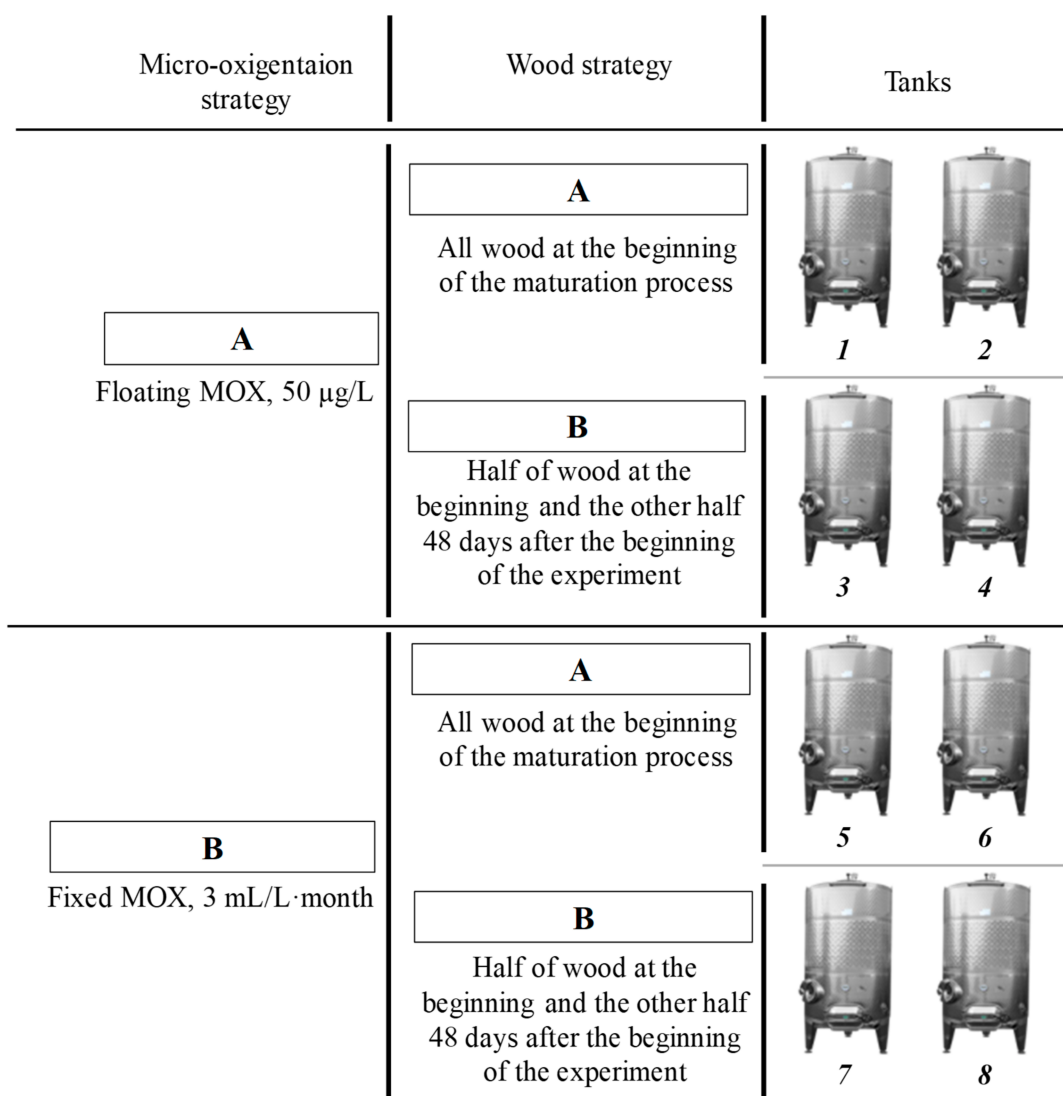 Micro-oxigentaion
strategy
Wood strategy
Tanks
A
Floating MOX, 50 µg/L
A
All wood at the beginning
of the maturation process
1
2
B
Half of wood at the
beginning and the other half
48 days after the beginning
of the experiment
3
4
B
Fixed MOX, 3 mL/L·month
A
All wood at the beginning
of the maturation process
5
6
B
Half of wood at the
beginning and the other half
48 days after the beginning
of the experiment
7
8